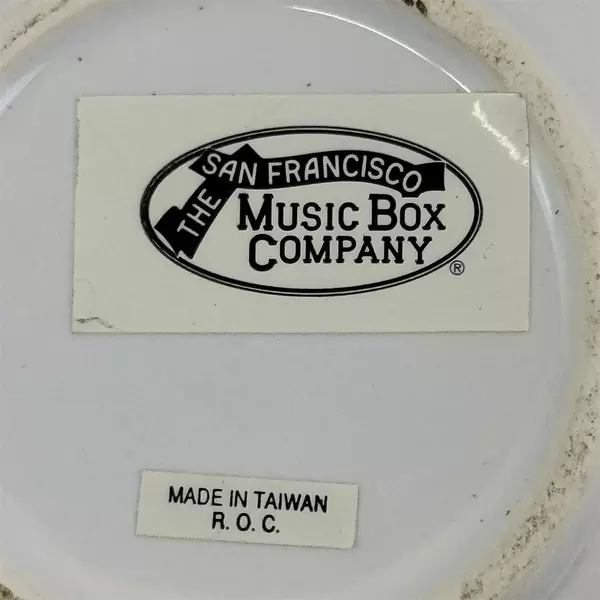 THE SAN FRANCISCO
MUSIC BOX
COMPANY
®
MADE IN TAIWAN
R. O. C.